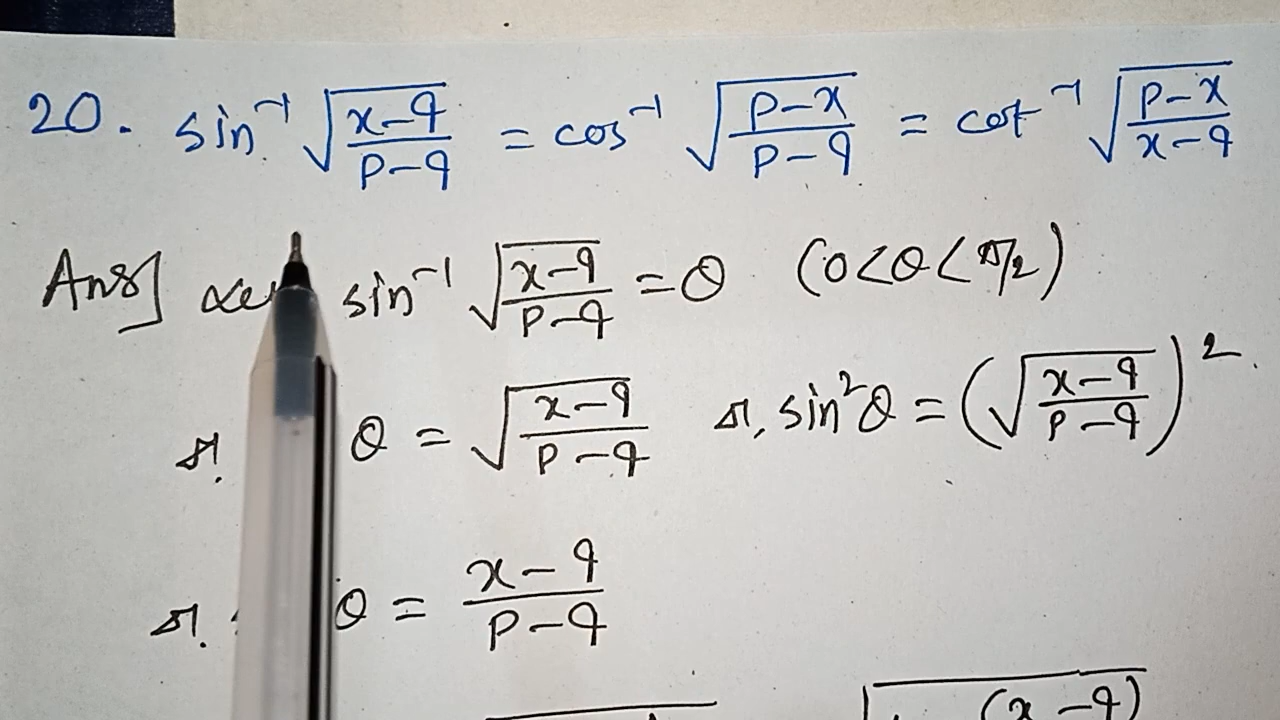 20. sin⁻¹ √((x-q)/(p-q)) = cos⁻¹ √((p-x)/(p-q)) = cot⁻¹ √((p-x)/(x-q))
Ans] sin⁻¹ √((x-q)/(p-q)) = θ (0<θ<π/2)
θ = √((x-q)/(p-q)) বা, sin²θ = (√((x-q)/(p-q)))²
θ = (x-q)/(p-q)
(x-q)